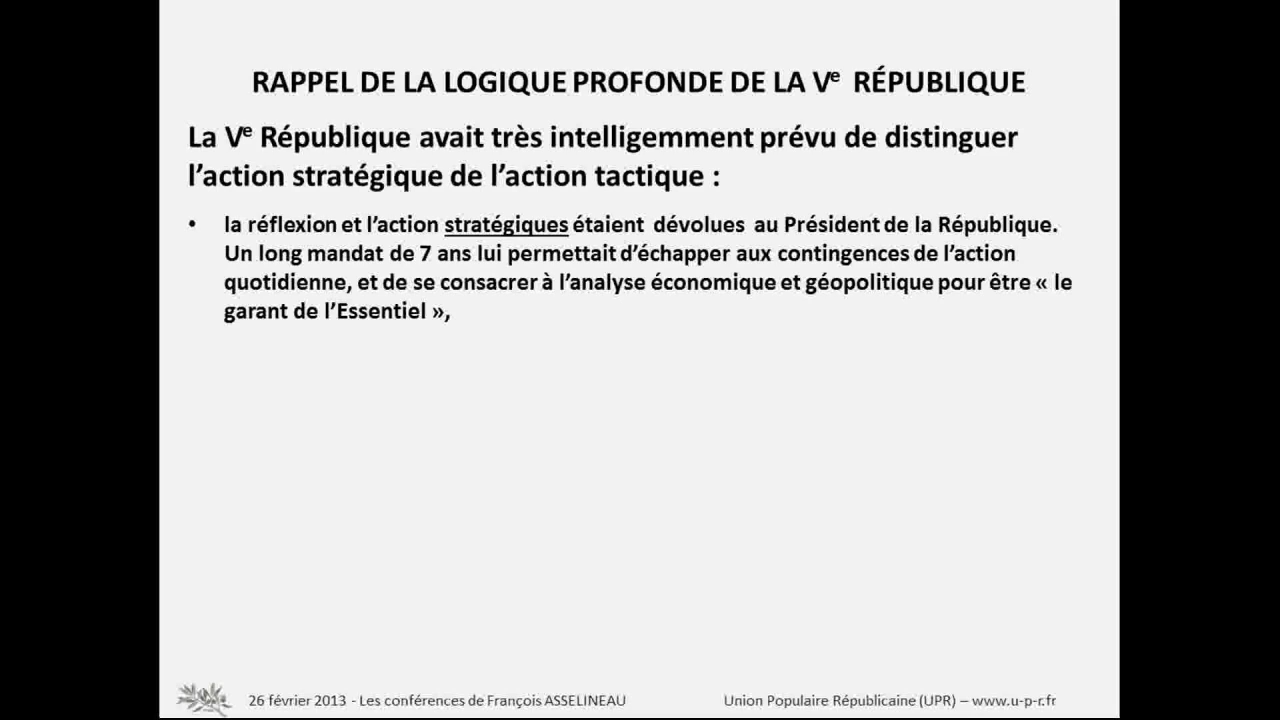 RAPPEL DE LA LOGIQUE PROFONDE DE LA Vᵉ RÉPUBLIQUE
La Vᵉ République avait très intelligemment prévu de distinguer
l’action stratégique de l’action tactique :
• la réflexion et l’action stratégiques étaient dévolues au Président de la République.
Un long mandat de 7 ans lui permettait d’échapper aux contingences de l’action
quotidienne, et de se consacrer à l’analyse économique et géopolitique pour être « le
garant de l’Essentiel »,
26 février 2013 - Les conférences de François ASSELINEAU Union Populaire Républicaine (UPR) – www.u-p-r.fr